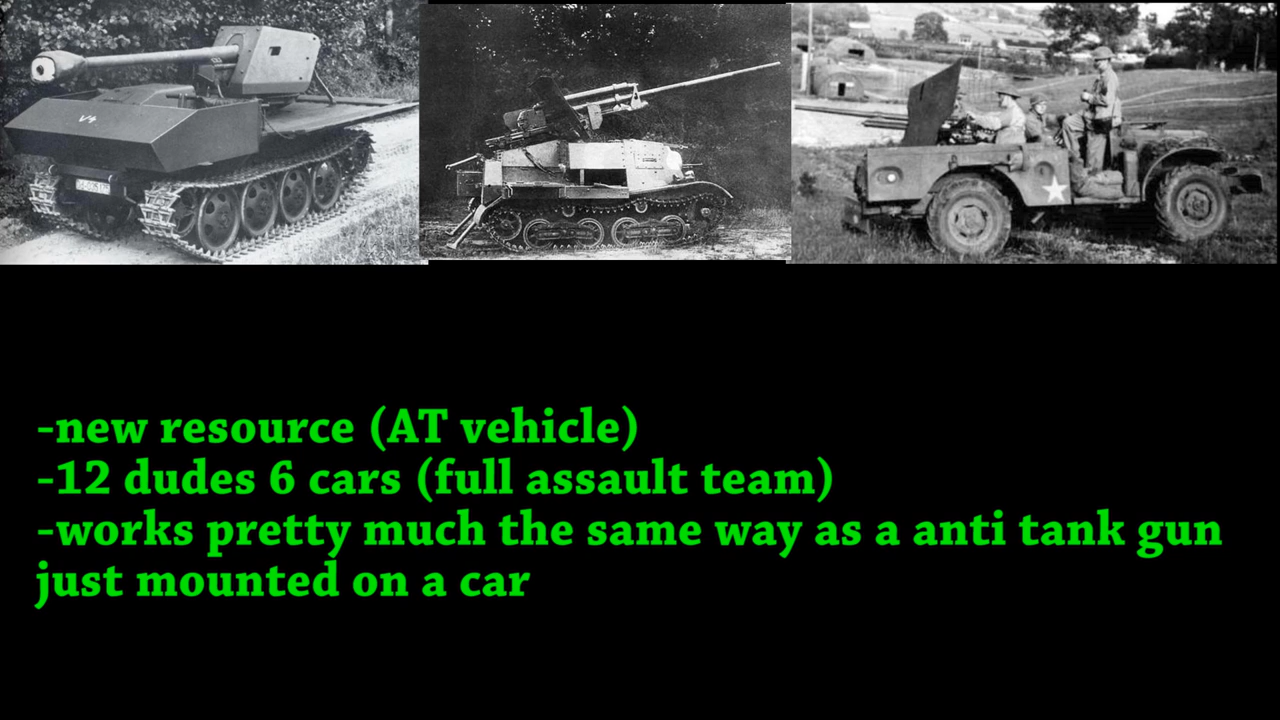 V4
-new resource (AT vehicle)
-12 dudes 6 cars (full assault team)
-works pretty much the same way as a anti tank gun
just mounted on a car